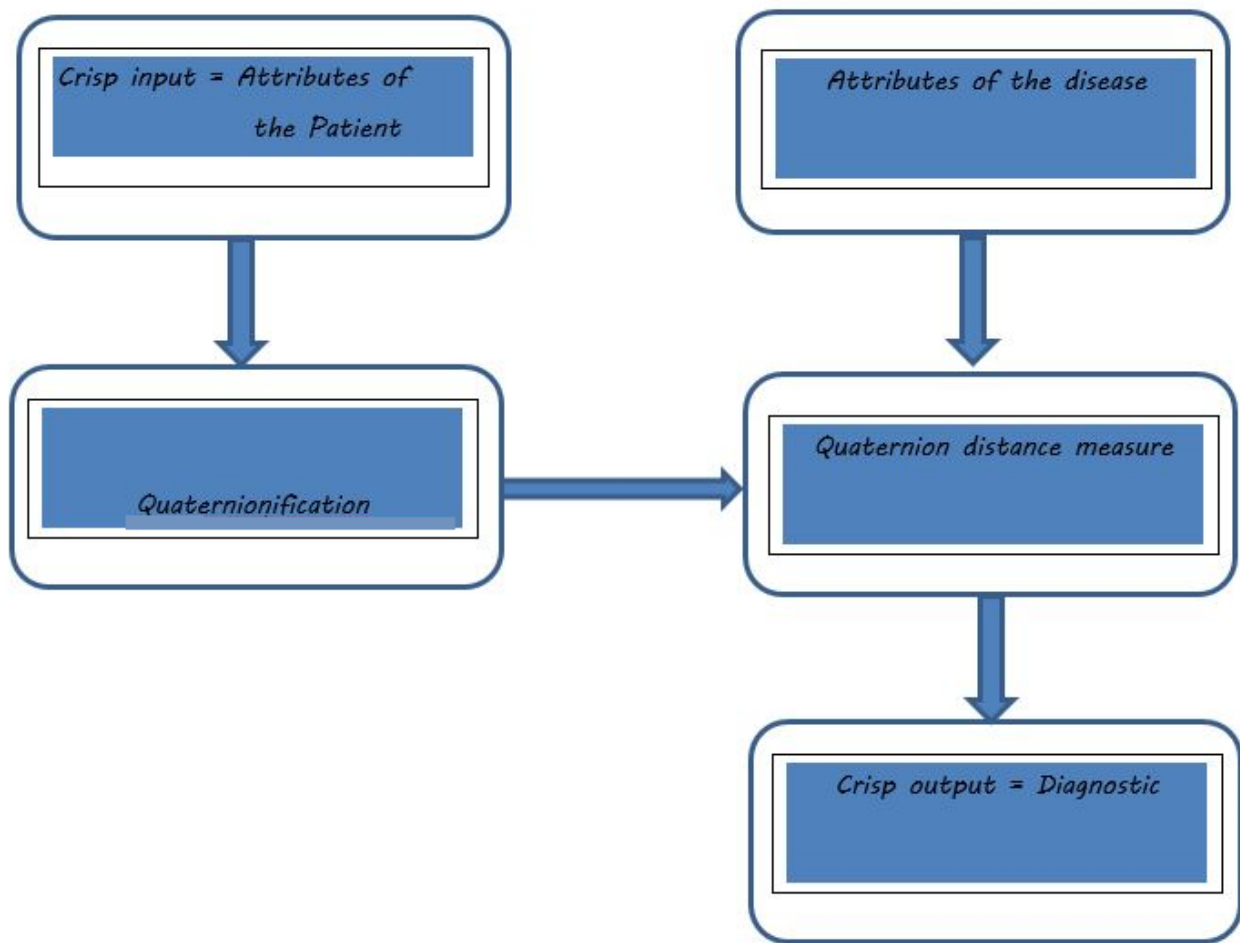 Crisp input = Attributes of
the Patient
Attributes of the disease
Quaternionification
Quaternion distance measure
Crisp output = Diagnostic